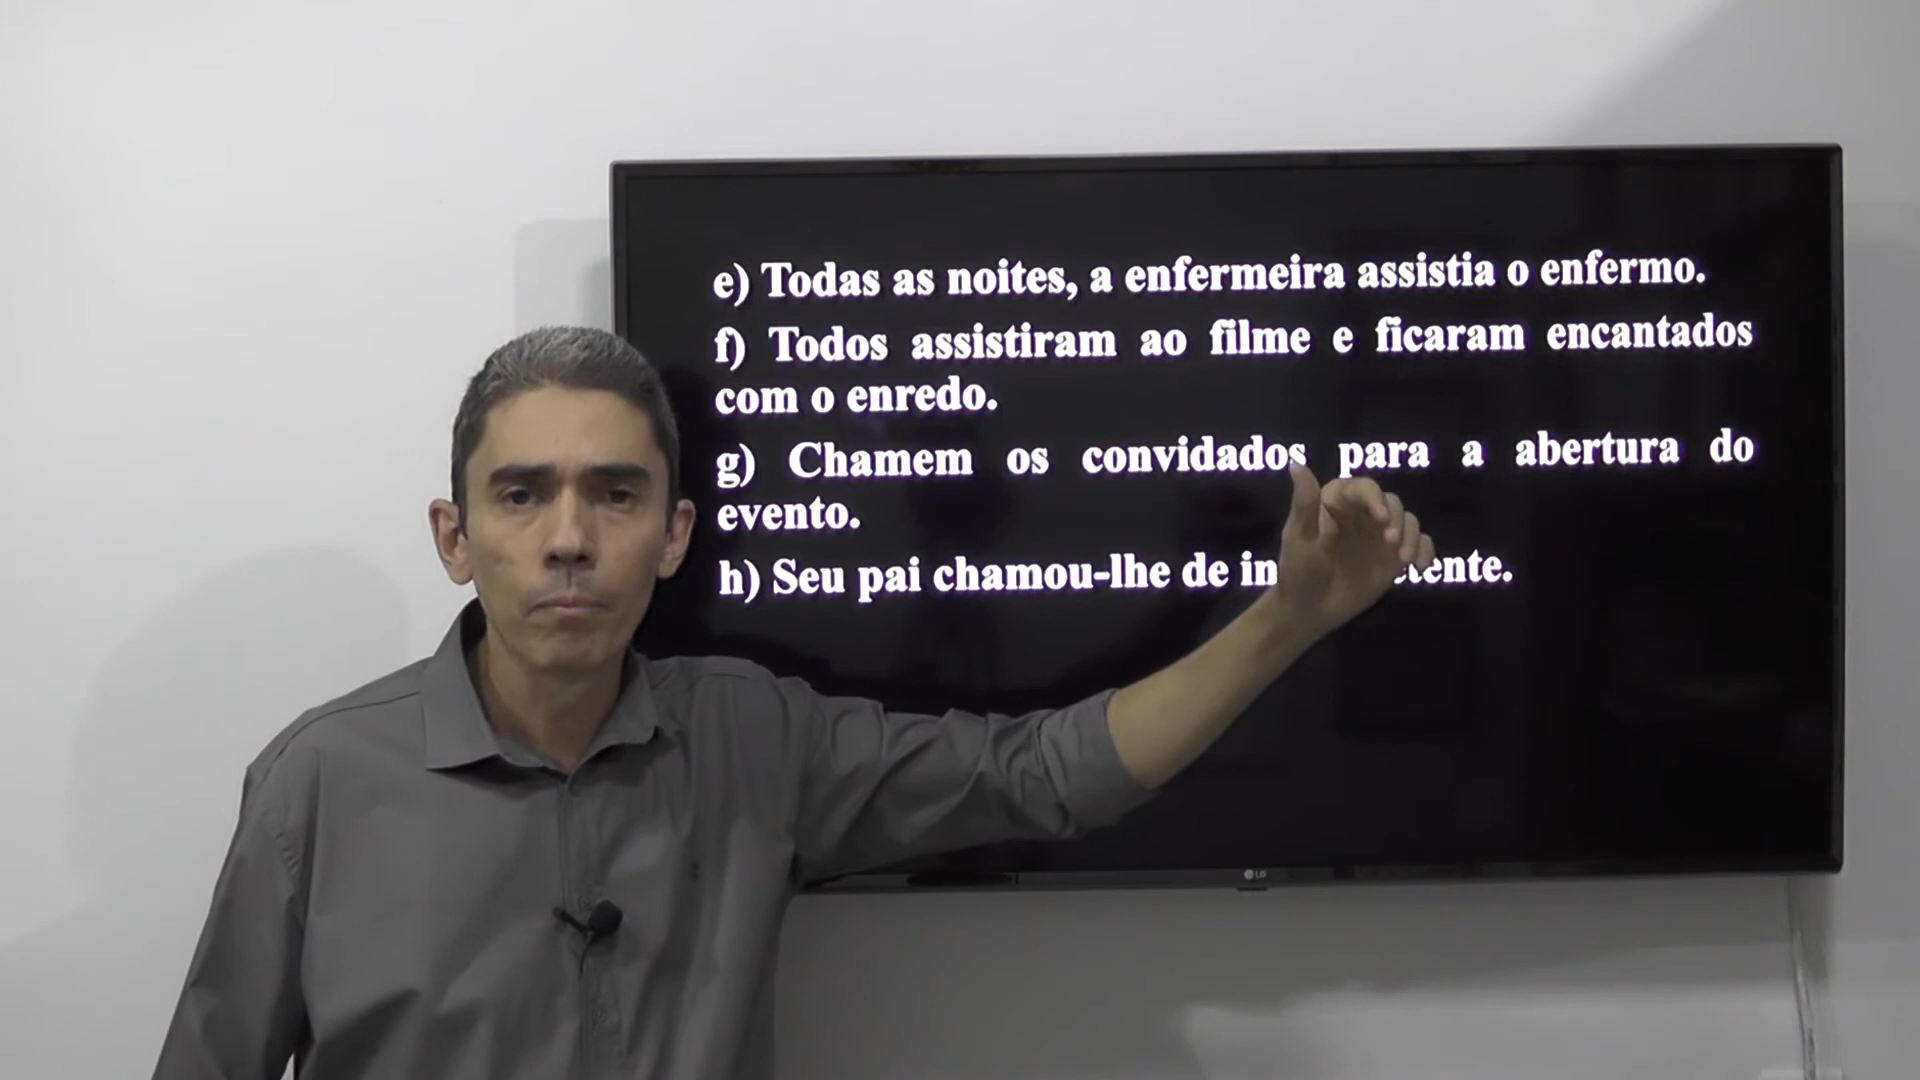 e) Todas as noites, a enfermeira assistia o enfermo.
f) Todos assistiram ao filme e ficaram encantados
com o enredo.
g) Chamem os convidados para a abertura do
evento.
h) Seu pai chamou-lhe de
LG